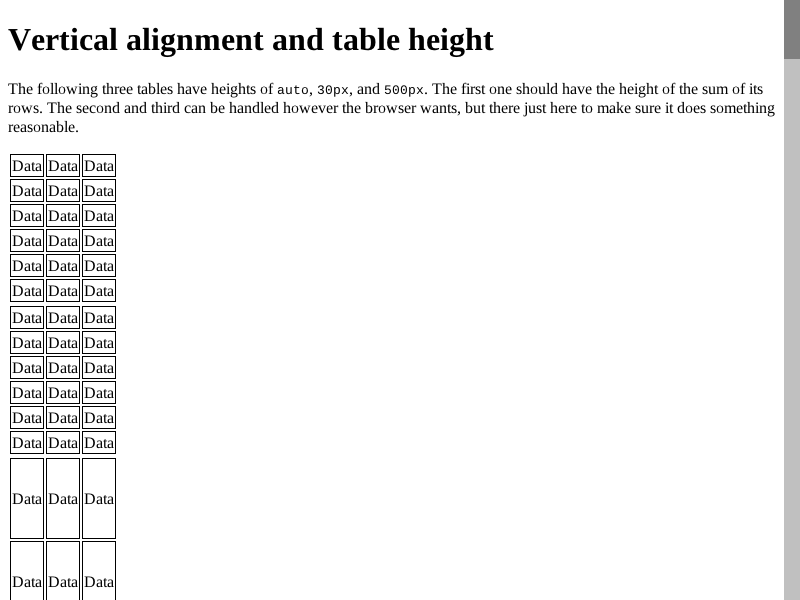 Vertical alignment and table height
The following three tables have heights of auto, 30px, and 500px. The first one should have the height of the sum of its
rows. The second and third can be handled however the browser wants, but there just here to make sure it does something
reasonable.
Data Data Data
Data Data Data
Data Data Data
Data Data Data
Data Data Data
Data Data Data
Data Data Data
Data Data Data
Data Data Data
Data Data Data
Data Data Data
Data Data Data
Data Data Data
Data Data Data